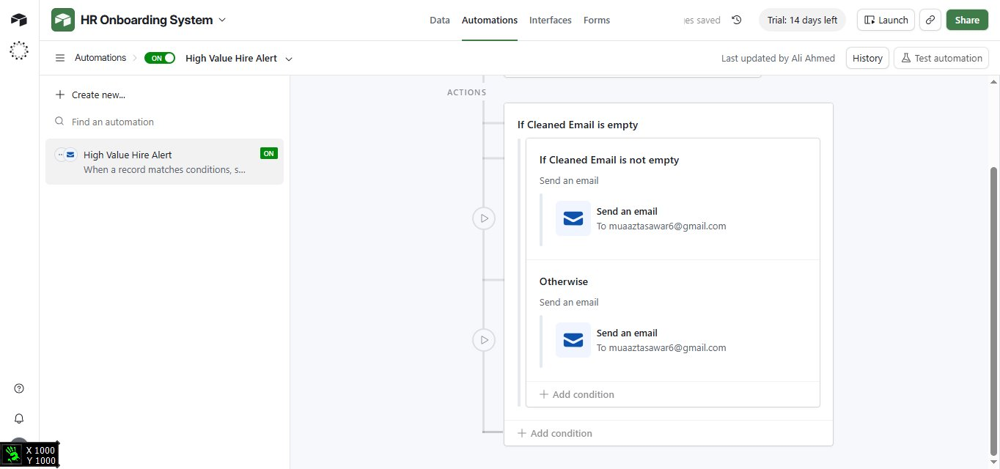 HR Onboarding System
Data Automations Interfaces Forms
es saved
Trial: 14 days left
Launch
Share
Automations
ON
High Value Hire Alert
Last updated by Ali Ahmed
History
Test automation
Create new...
Find an automation
High Value Hire Alert
ON
When a record matches conditions, s...
ACTIONS
If Cleaned Email is empty
If Cleaned Email is not empty
Send an email
Send an email
To muaaztasawar6@gmail.com
Otherwise
Send an email
Send an email
To muaaztasawar6@gmail.com
+ Add condition
+ Add condition
X 1000
Y 1000